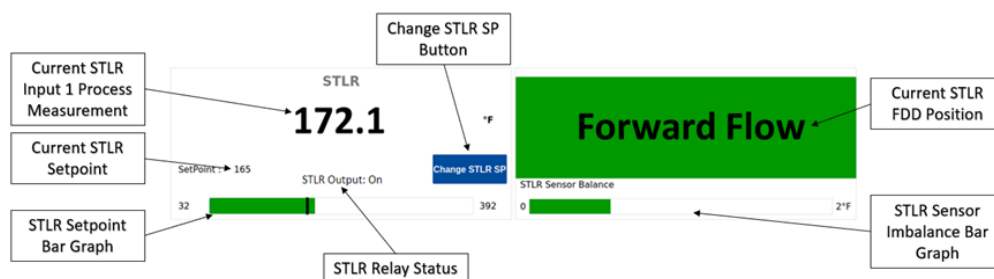 Change STLR SP
Button
Current STLR
Input 1 Process
Measurement
STLR
172.1
°F
Forward Flow
Current STLR
FDD Position
Current STLR
Setpoint
SetPoint : 165
Change STLR SP
STLR Output: On
STLR Sensor Balance
32
392
0
2°F
STLR Setpoint
Bar Graph
STLR Relay Status
STLR Sensor
Imbalance Bar
Graph